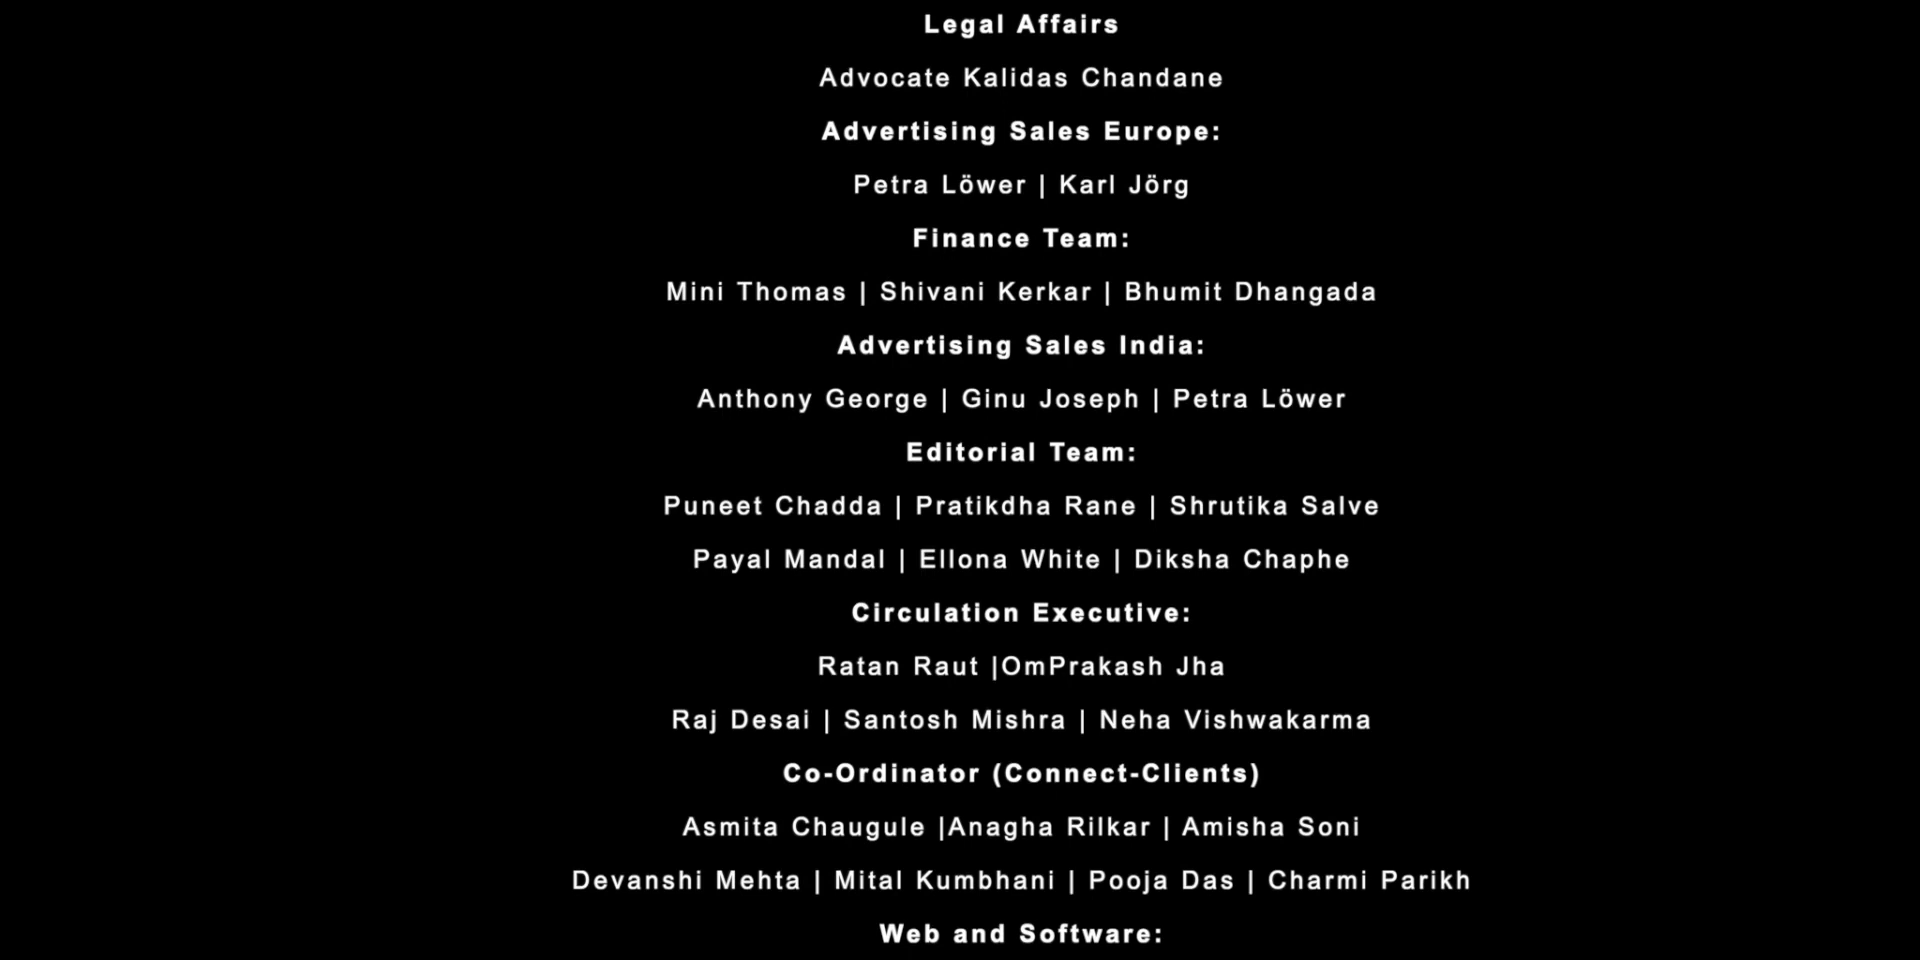 Legal Affairs
Advocate Kalidas Chandane
Advertising Sales Europe:
Petra Löwer | Karl Jörg
Finance Team:
Mini Thomas | Shivani Kerkar | Bhumit Dhangada
Advertising Sales India:
Anthony George | Ginu Joseph | Petra Löwer
Editorial Team:
Puneet Chadda | Pratikdha Rane | Shrutika Salve
Payal Mandal | Ellona White | Diksha Chaphe
Circulation Executive:
Ratan Raut |OmPrakash Jha
Raj Desai | Santosh Mishra | Neha Vishwakarma
Co-Ordinator (Connect-Clients)
Asmita Chaugule |Anagha Rilkar | Amisha Soni
Devanshi Mehta | Mital Kumbhani | Pooja Das | Charmi Parikh
Web and Software: